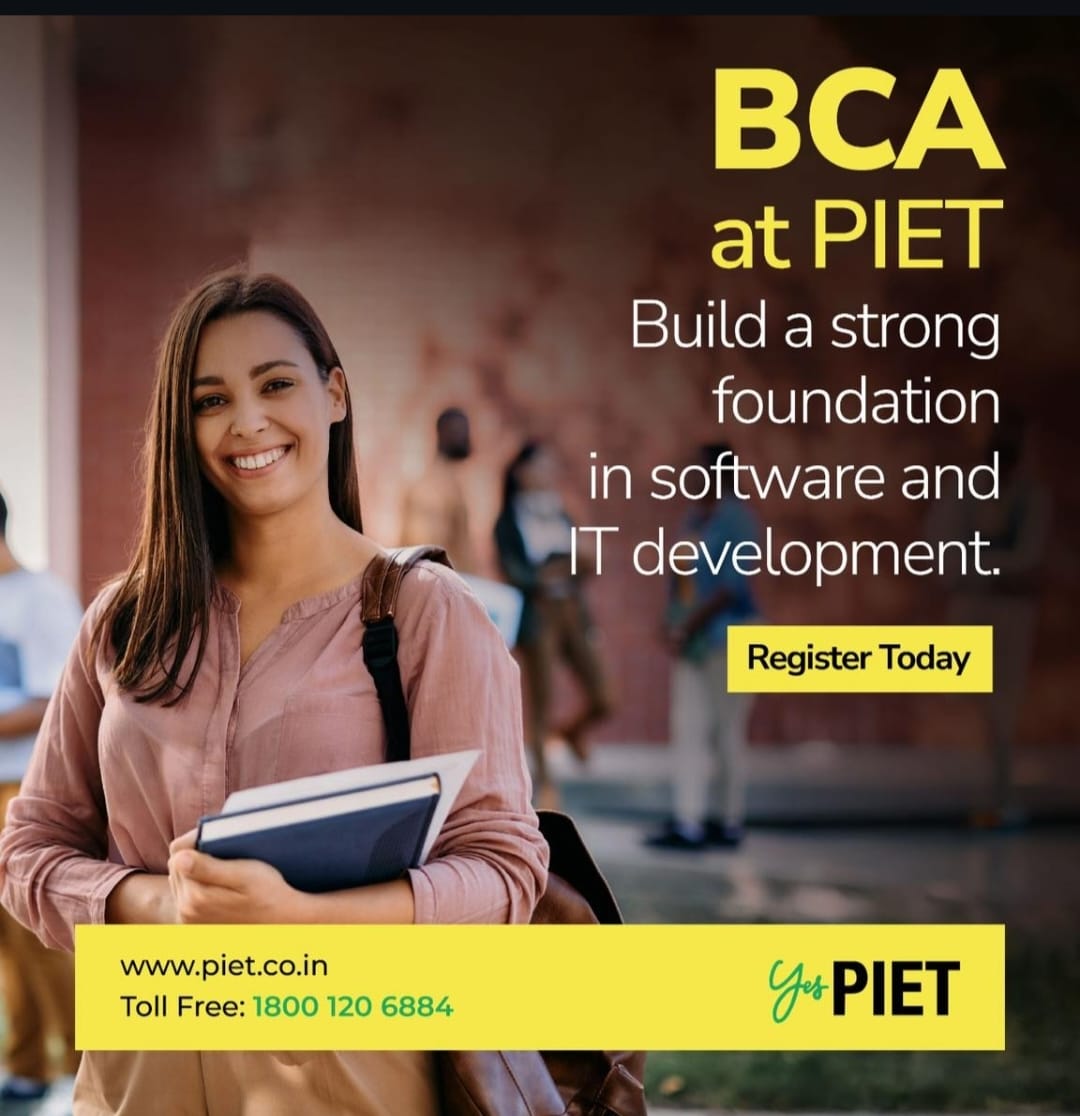 BCA
at PIET
Build a strong
foundation
in software and
IT development.
Register Today
www.piet.co.in
Toll Free: 1800 120 6884
yes PIET